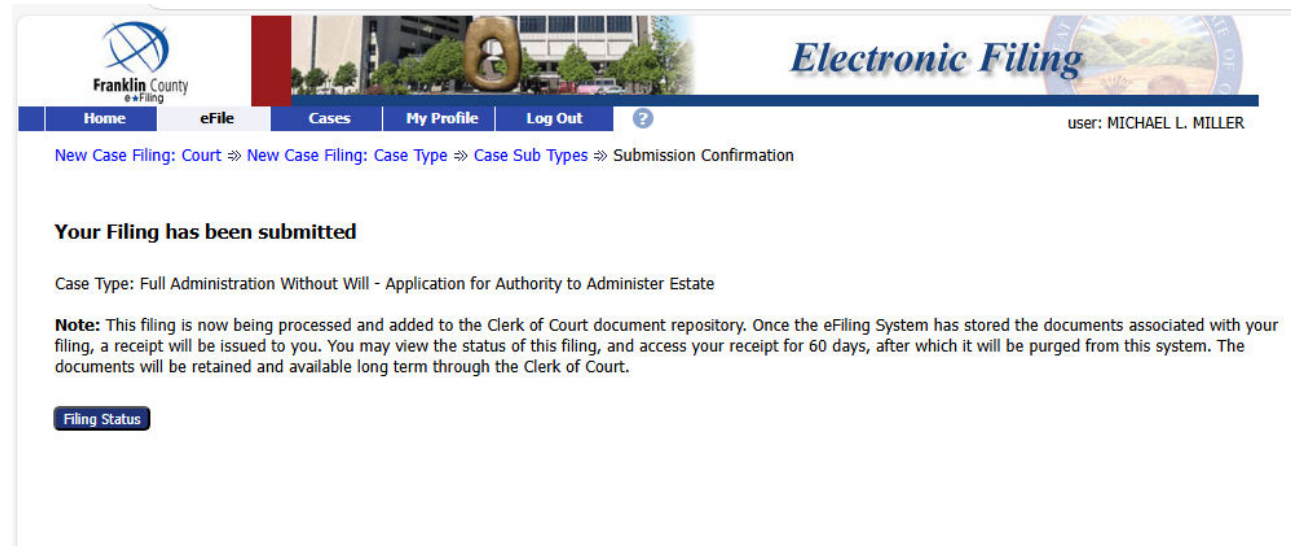 Franklin County
e★Filing
Electronic Filing
Home eFile Cases My Profile Log Out ?
user: MICHAEL L. MILLER
New Case Filing: Court ⇒ New Case Filing: Case Type ⇒ Case Sub Types ⇒ Submission Confirmation
Your Filing has been submitted
Case Type: Full Administration Without Will - Application for Authority to Administer Estate
Note: This filing is now being processed and added to the Clerk of Court document repository. Once the eFiling System has stored the documents associated with your
filing, a receipt will be issued to you. You may view the status of this filing, and access your receipt for 60 days, after which it will be purged from this system. The
documents will be retained and available long term through the Clerk of Court.
Filing Status